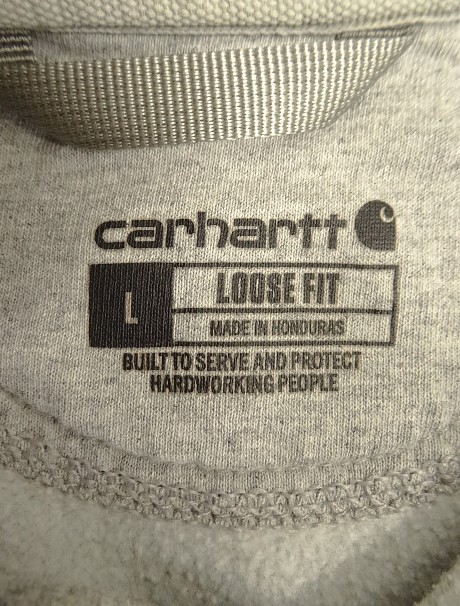 carhartt
L
LOOSE FIT
MADE IN HONDURAS
BUILT TO SERVE AND PROTECT
HARDWORKING PEOPLE